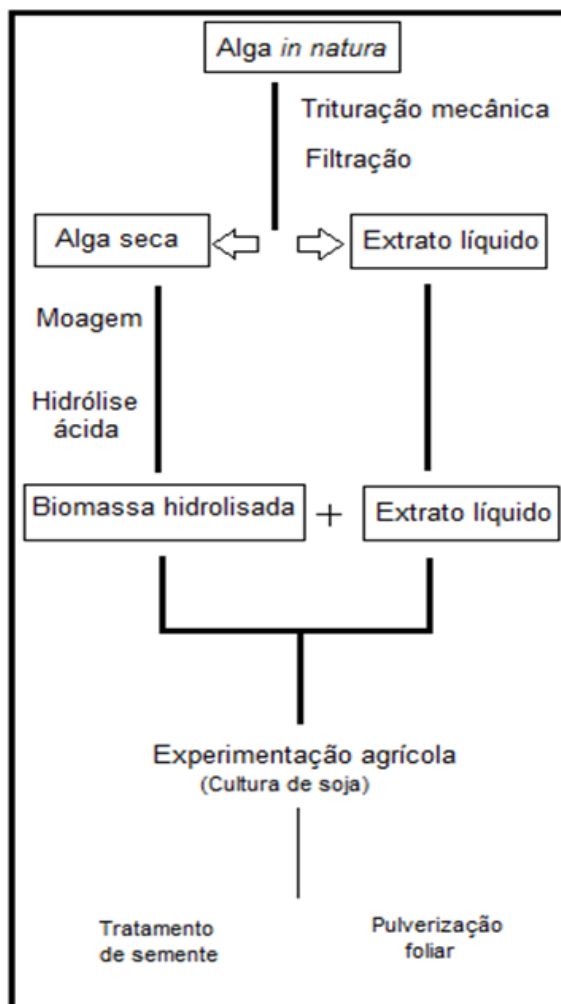 Alga in natura
Trituração mecânica
Filtração
Alga seca
Extrato líquido
Moagem
Hidrólise
ácida
Biomassa hidrolisada + Extrato líquido
Experimentação agrícola
(Cultura de soja)
Tratamento
de semente
Pulverização
foliar